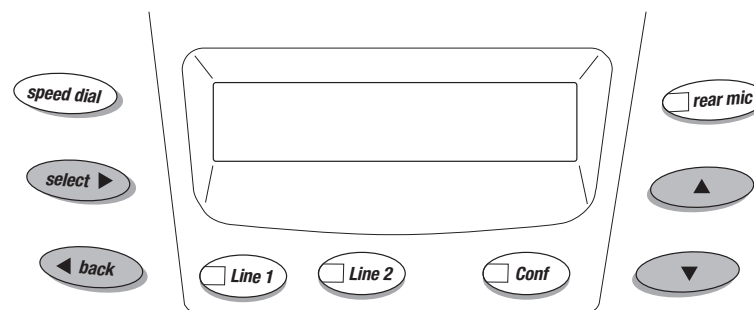 speed dial
rear mic
select ▶
▲
◀ back
▼
Line 1
Line 2
Conf